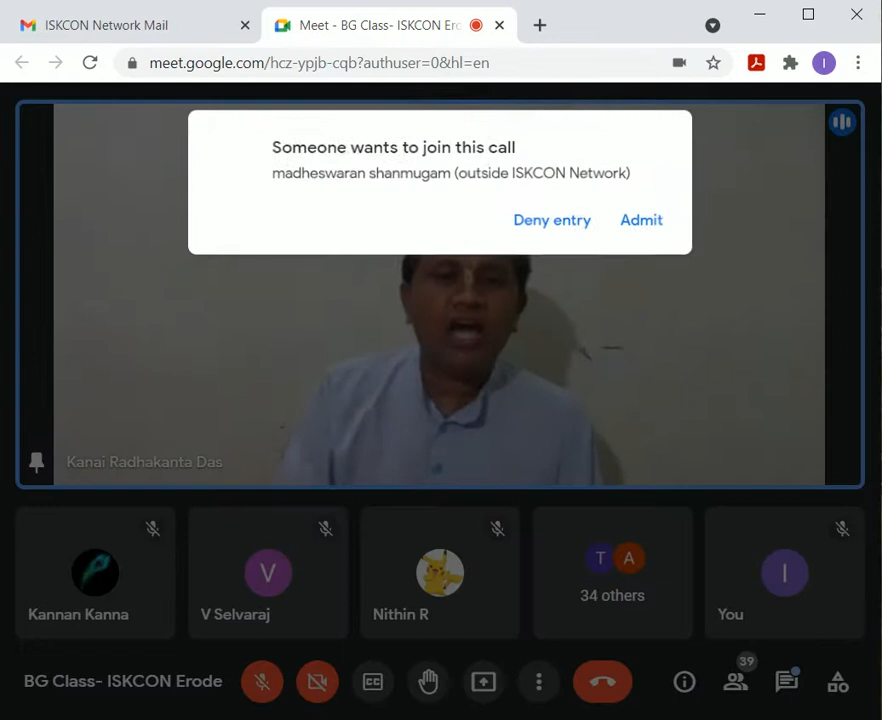 ISKCON Network Mail
Meet - BG Class- ISKCON Ero
meet.google.com/hcz-ypjb-cqb?authuser=0&hl=en
I
Someone wants to join this call
madheswaran shanmugam (outside ISKCON Network)
Deny entry Admit
Kanai Radhakanta Das
V T A I
34 others
Kannan Kanna V Selvaraj Nithin R You
39
BG Class- ISKCON Erode CC